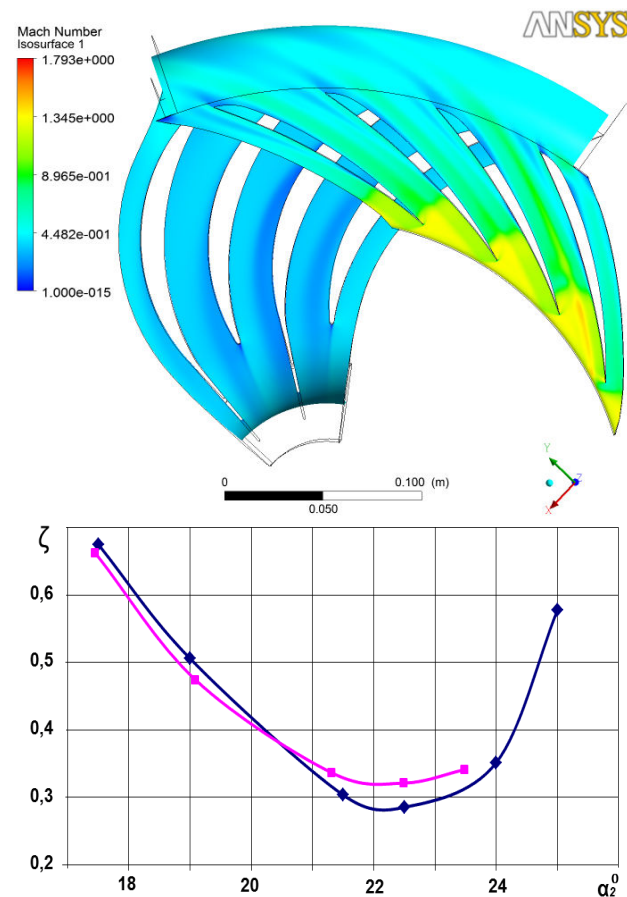 ANSYS
Mach Number
Isosurface 1
1.793e+000
1.345e+000
8.965e-001
4.482e-001
1.000e-015
0
0.100 (m)
0.050
Y
Z
X
ζ
0,6
0,5
0,4
0,3
0,2
18
20
22
24
α₂⁰